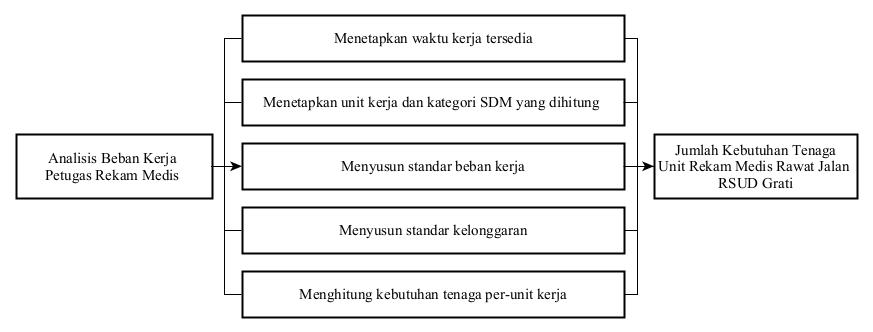 Menetapkan waktu kerja tersedia
Menetapkan unit kerja dan kategori SDM yang dihitung
Analisis Beban Kerja
Petugas Rekam Medis
Menyusun standar beban kerja
Jumlah Kebutuhan Tenaga
Unit Rekam Medis Rawat Jalan
RSUD Grati
Menyusun standar kelonggaran
Menghitung kebutuhan tenaga per-unit kerja